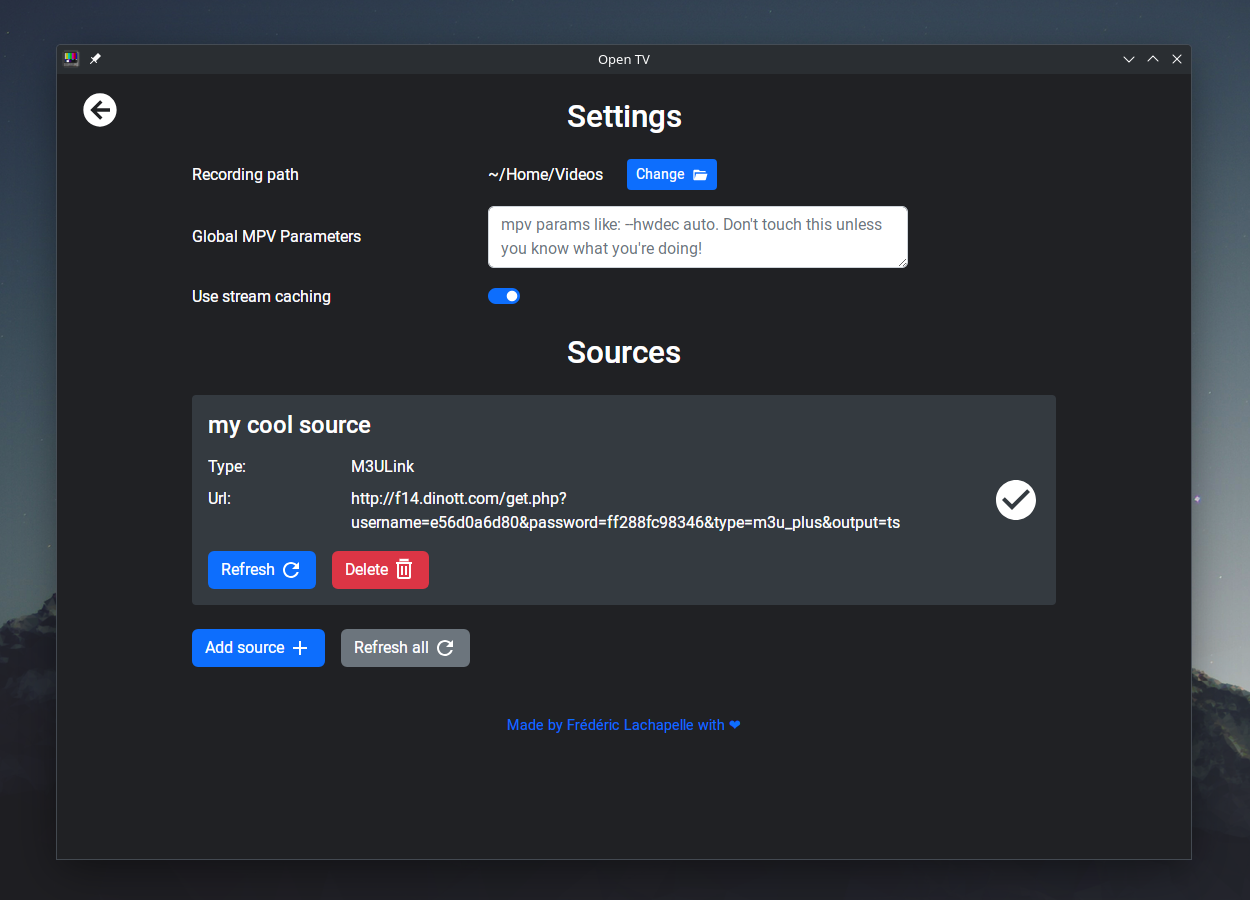 Open TV
Settings
Recording path
~/Home/Videos
Change
Global MPV Parameters
mpv params like: --hwdec auto. Don't touch this unless
you know what you're doing!
Use stream caching
Sources
my cool source
Type:
M3ULink
Url:
http://f14.dinott.com/get.php?
username=e56d0a6d80&password=ff288fc98346&type=m3u_plus&output=ts
Refresh
Delete
Add source
Refresh all
Made by Frédéric Lachapelle with ❤